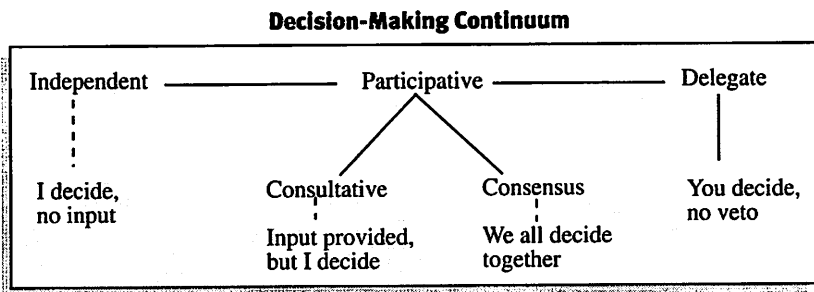 Decision-Making Continuum
Independent Participative Delegate
I decide,
no input
Consultative
Input provided,
but I decide
Consensus
We all decide
together
You decide,
no veto